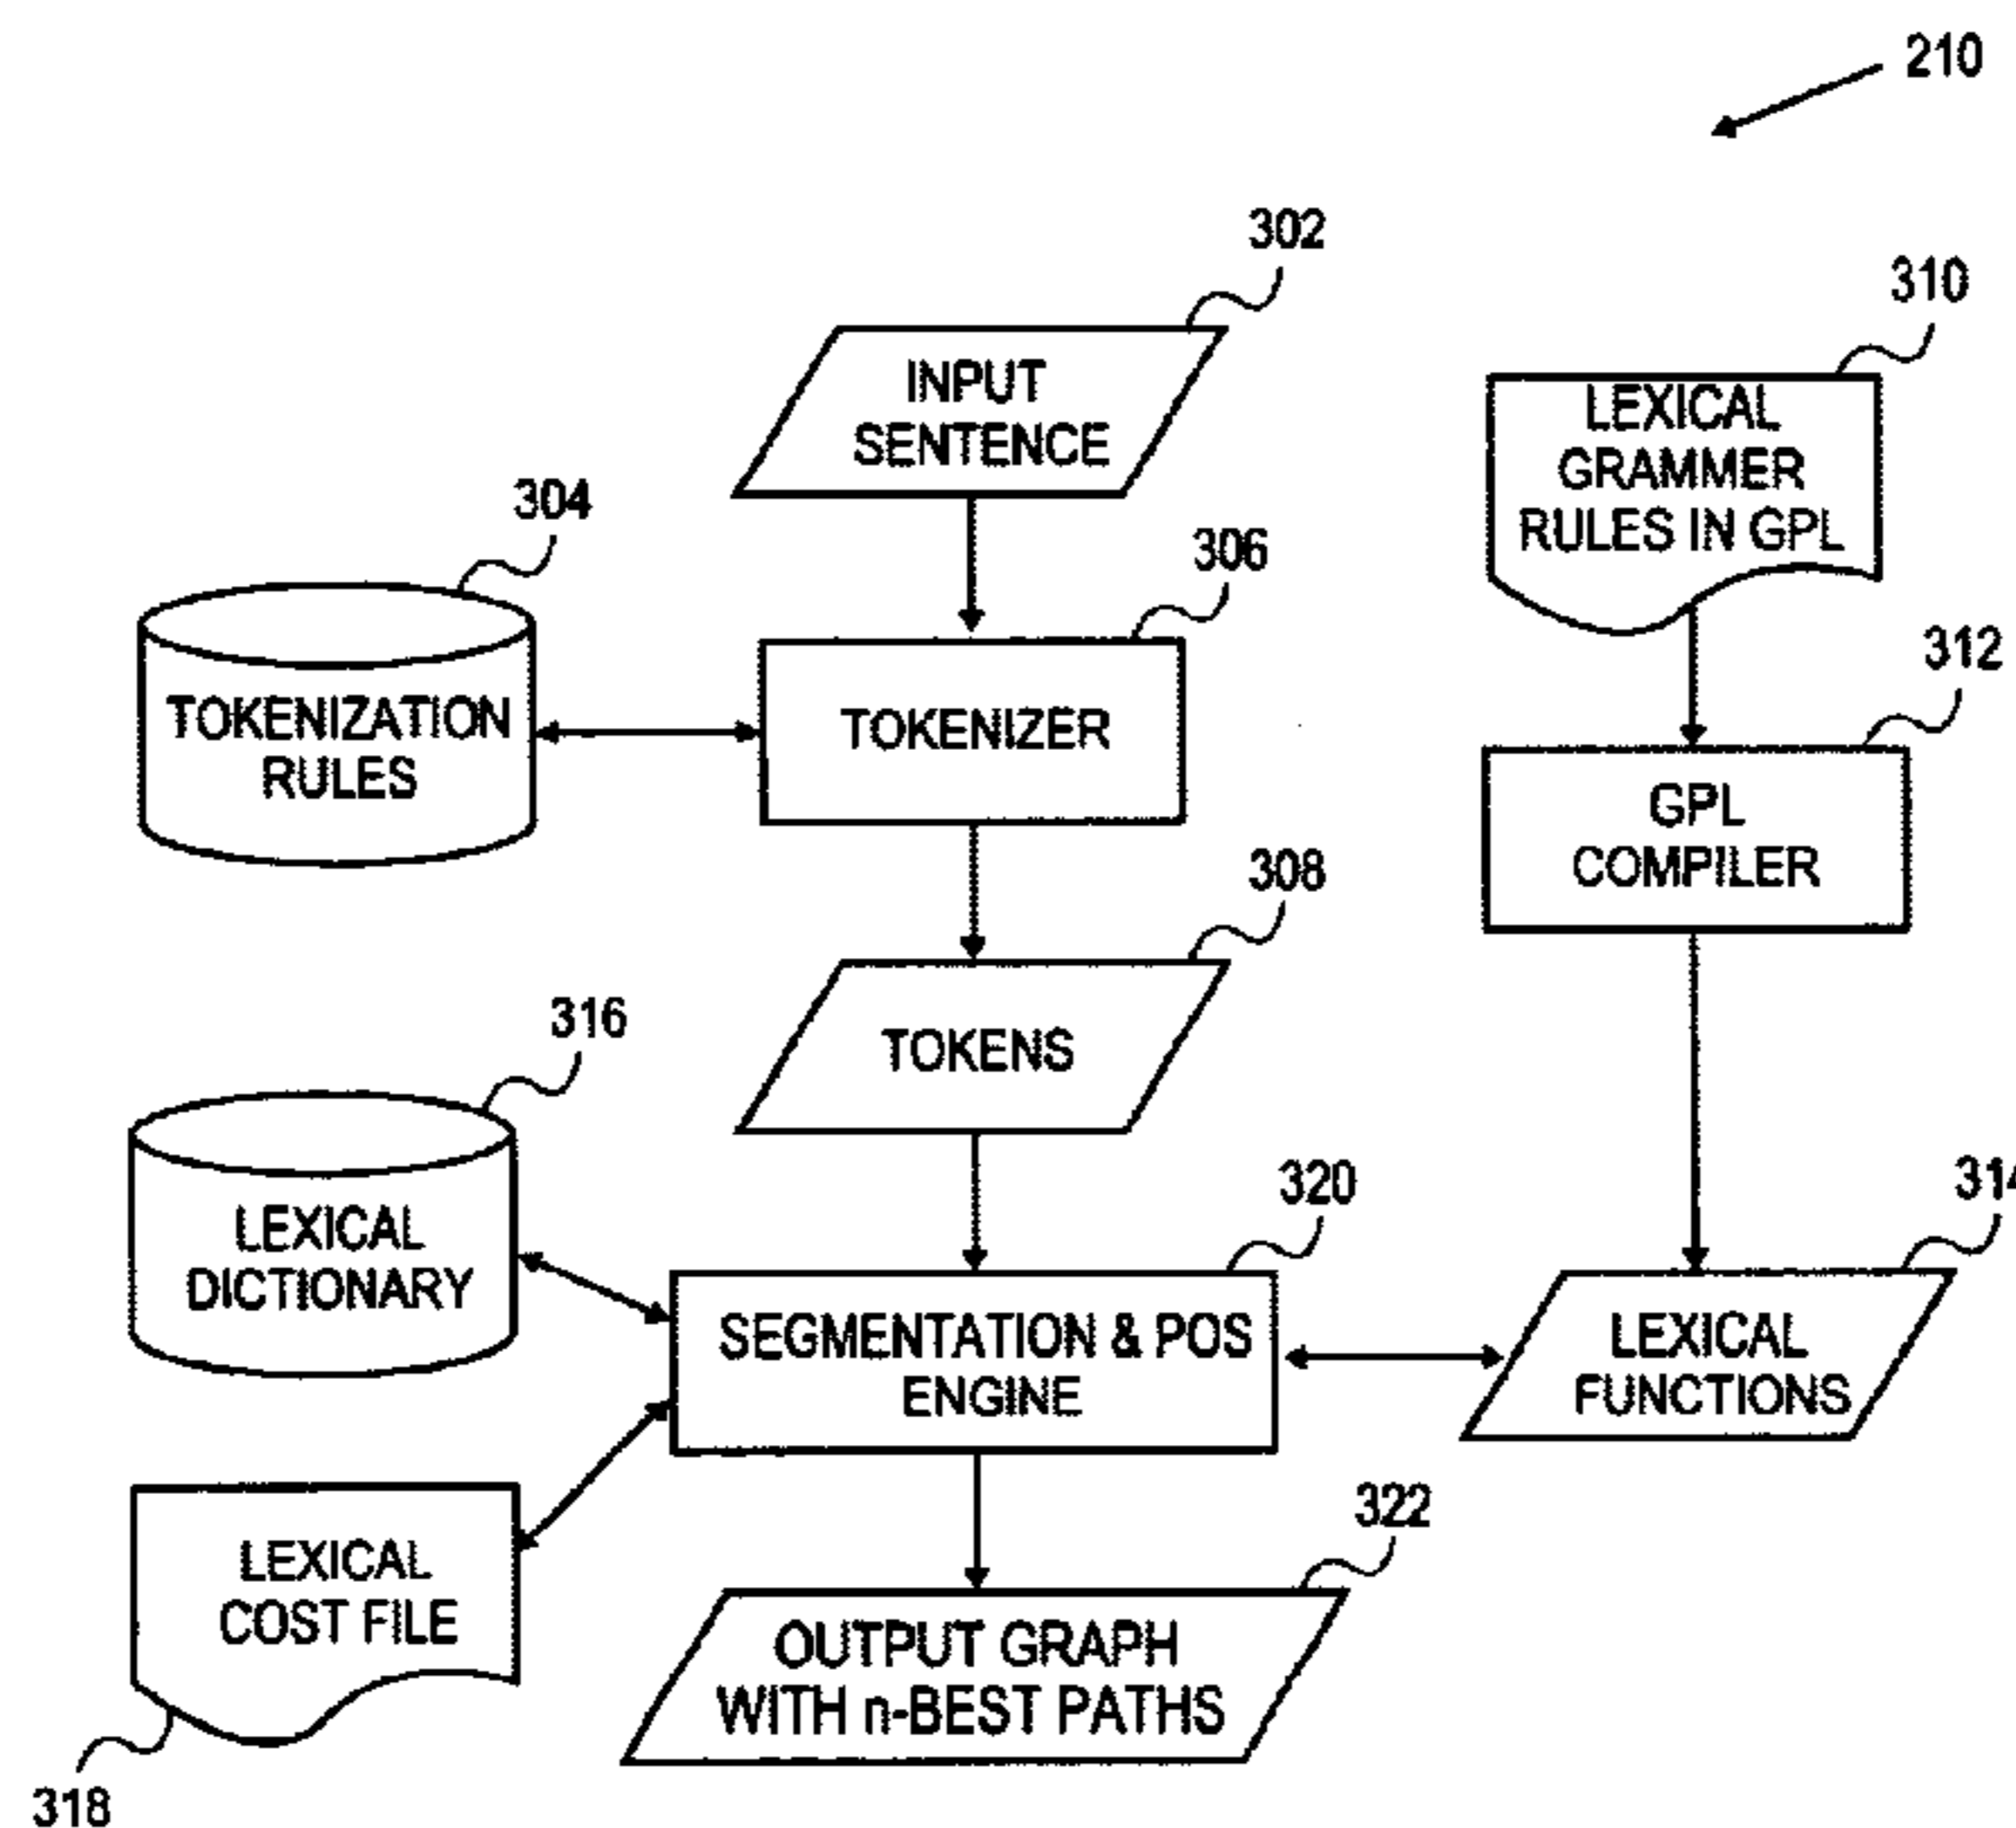 210
302
INPUT
SENTENCE
310
LEXICAL
GRAMMER
RULES IN GPL
304
TOKENIZATION
RULES
306
TOKENIZER
312
GPL
COMPILER
308
TOKENS
316
LEXICAL
DICTIONARY
320
SEGMENTATION & POS
ENGINE
314
LEXICAL
FUNCTIONS
LEXICAL
COST FILE
318
322
OUTPUT GRAPH
WITH n-BEST PATHS